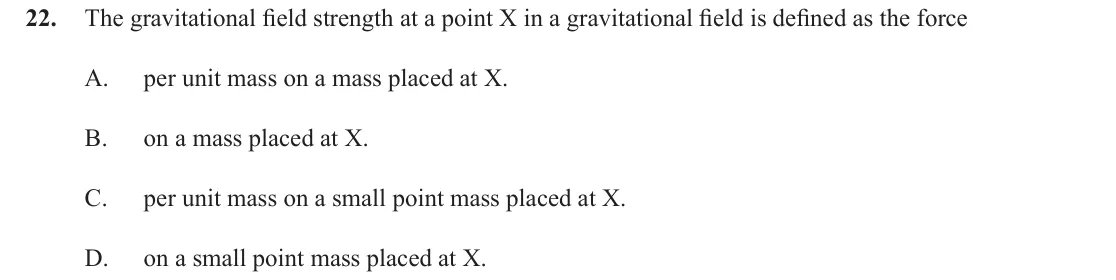 22. The gravitational field strength at a point X in a gravitational field is defined as the force
A. per unit mass on a mass placed at X.
B. on a mass placed at X.
C. per unit mass on a small point mass placed at X.
D. on a small point mass placed at X.